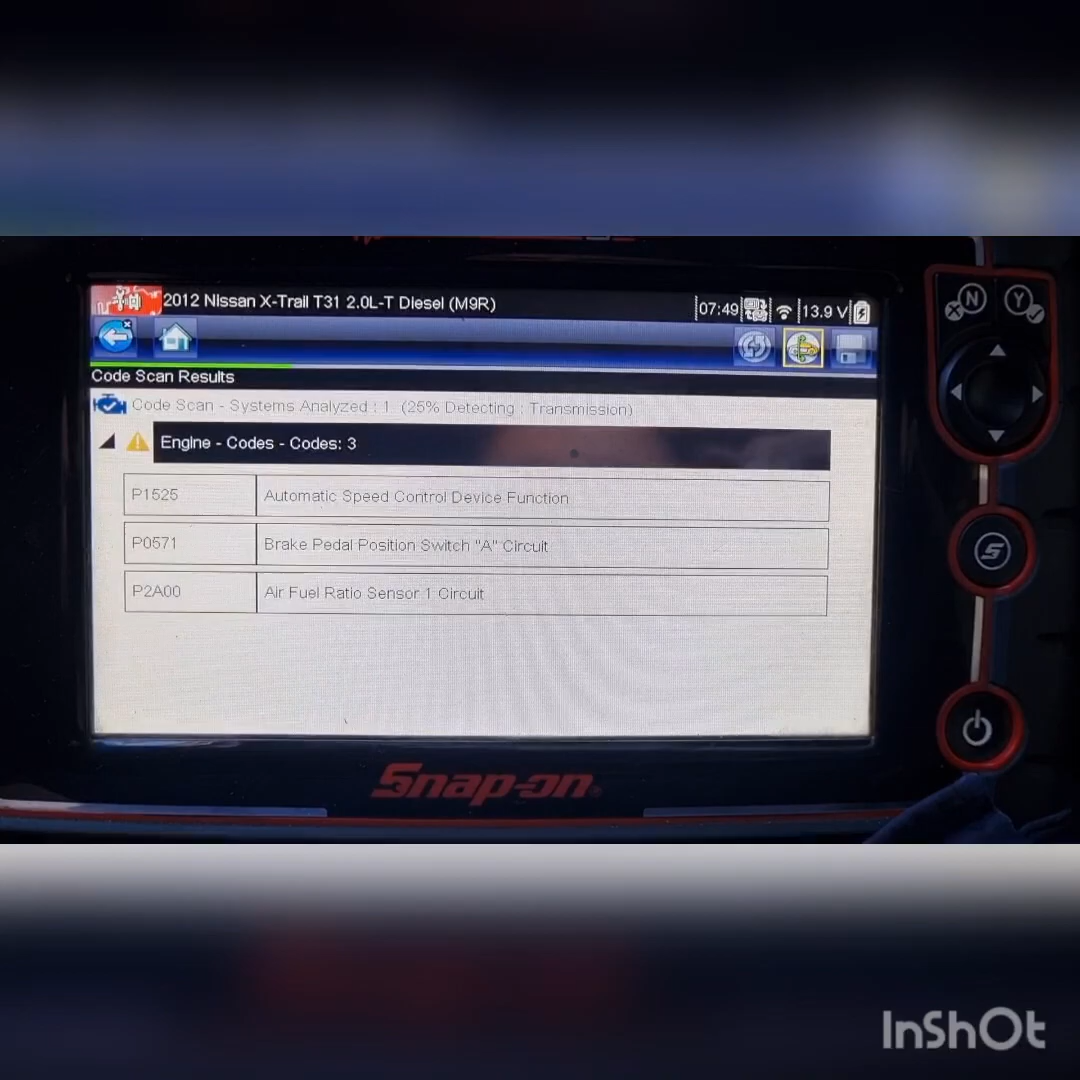 2012 Nissan X-Trail T31 2.0L-T Diesel (M9R)
07:49
13.9 V
Code Scan Results
Code Scan - Systems Analyzed : 1 (25% Detecting : Transmission)
Engine - Codes - Codes: 3
P1525 Automatic Speed Control Device Function
P0571 Brake Pedal Position Switch "A" Circuit
P2A00 Air Fuel Ratio Sensor 1 Circuit
N
Y
S
Snap-on
InShOt